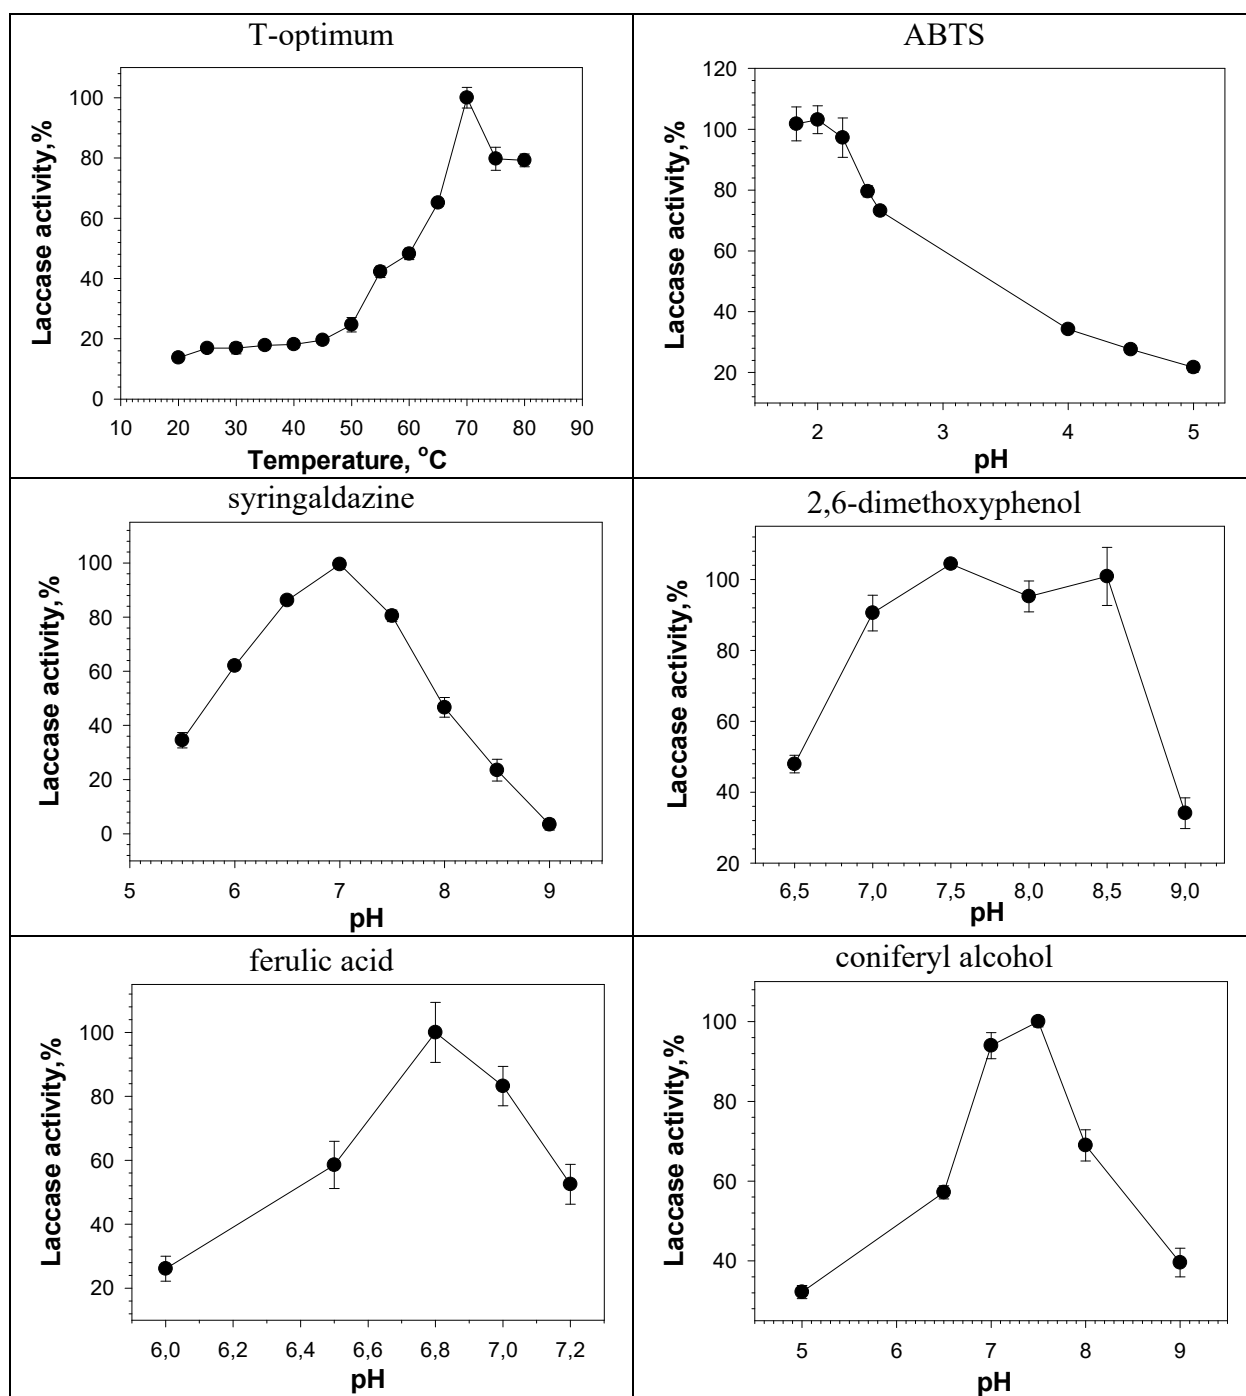 T-optimum
Laccase activity,%
100
80
60
40
20
0
10 20 30 40 50 60 70 80 90
Temperature, °C
ABTS
Laccase activity,%
120
100
80
60
40
20
2 3 4 5
pH
syringaldazine
Laccase activity,%
100
80
60
40
20
0
5 6 7 8 9
pH
2,6-dimethoxyphenol
Laccase activity,%
100
80
60
40
20
6,5 7,0 7,5 8,0 8,5 9,0
pH
ferulic acid
Laccase activity,%
100
80
60
40
20
6,0 6,2 6,4 6,6 6,8 7,0 7,2
pH
coniferyl alcohol
Laccase activity,%
100
80
60
40
5 6 7 8 9
pH